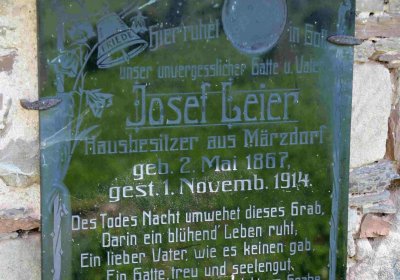 FRIEDE
Hier ruhet in Gott
unser unvergesslicher Gatte u. Vater
Josef Leier
Hausbesitzer aus Märzdorf
geb. 2. Mai 1867,
gest. 1. Novemb. 1914.
Des Todes Nacht umwehet dieses Grab,
Darin ein blühend' Leben ruht,
Ein lieber Vater, wie es keinen gab,
Ein Gatte, treu und seelengut.